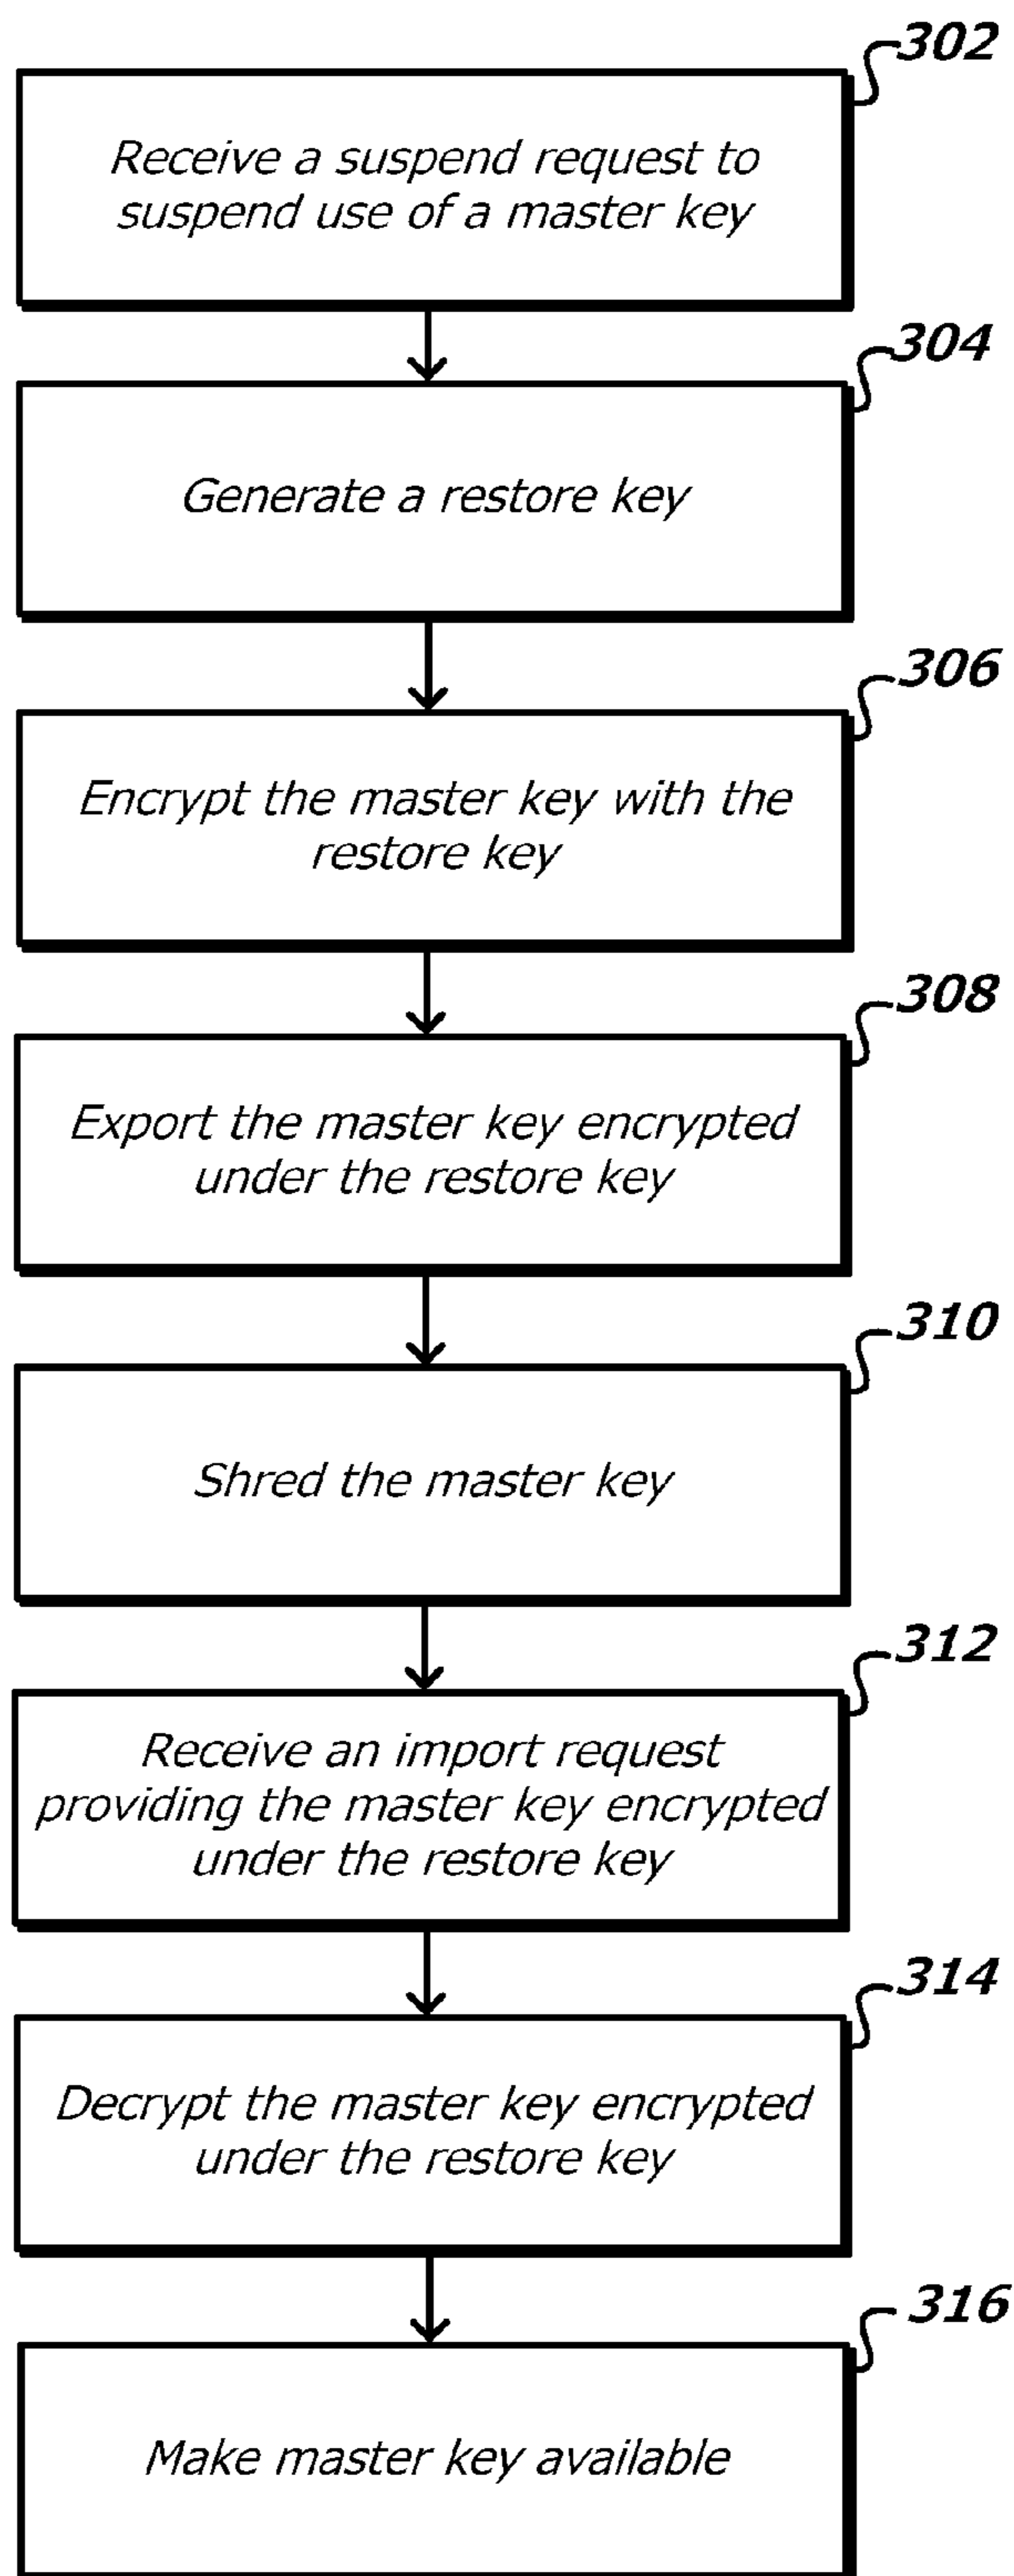 302
Receive a suspend request to
suspend use of a master key
304
Generate a restore key
306
Encrypt the master key with the
restore key
308
Export the master key encrypted
under the restore key
310
Shred the master key
312
Receive an import request
providing the master key encrypted
under the restore key
314
Decrypt the master key encrypted
under the restore key
316
Make master key available